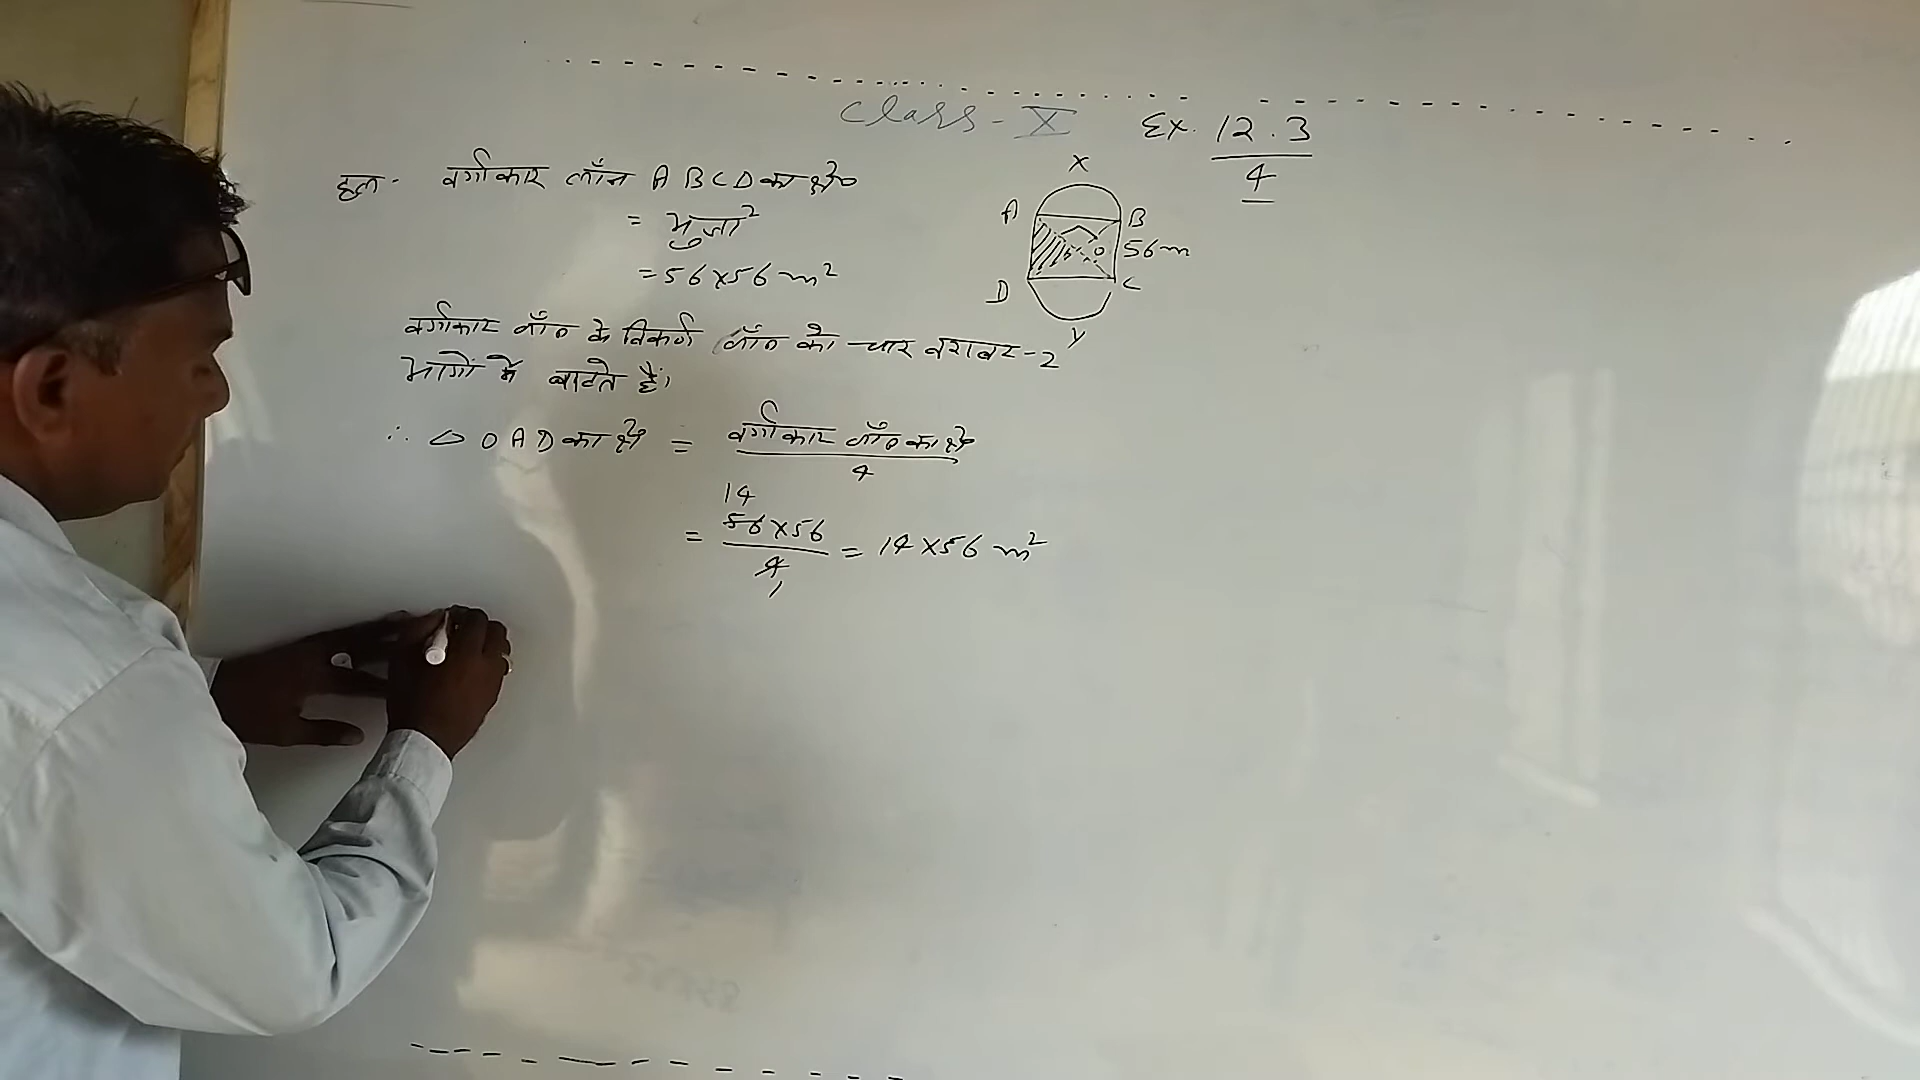 Class - X Ex. 12.3
4
हल - वर्गाकार लॉन ABCD का क्षे०
= भुजा²
= 56×56 m²
X
A B
O 56m
D C
Y
वर्गाकार लॉन के विकर्ण लॉन को चार बराबर-2
भागों में बाटते हैं।
∴ △ OAD का क्षे = वर्गाकार लॉन का क्षे
4
14
= 56×56 = 14×56 m²
4
1